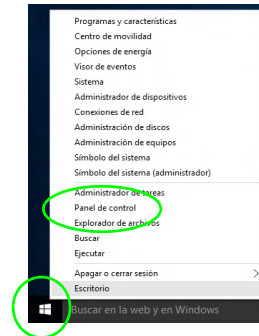 Programas y características
Centro de movilidad
Opciones de energía
Visor de eventos
Sistema
Administrador de dispositivos
Conexiones de red
Administración de discos
Administración de equipos
Símbolo del sistema
Símbolo del sistema (administrador)
Administrador de tareas
Panel de control
Explorador de archivos
Buscar
Ejecutar
Apagar o cerrar sesión
Escritorio
Buscar en la web y en Windows